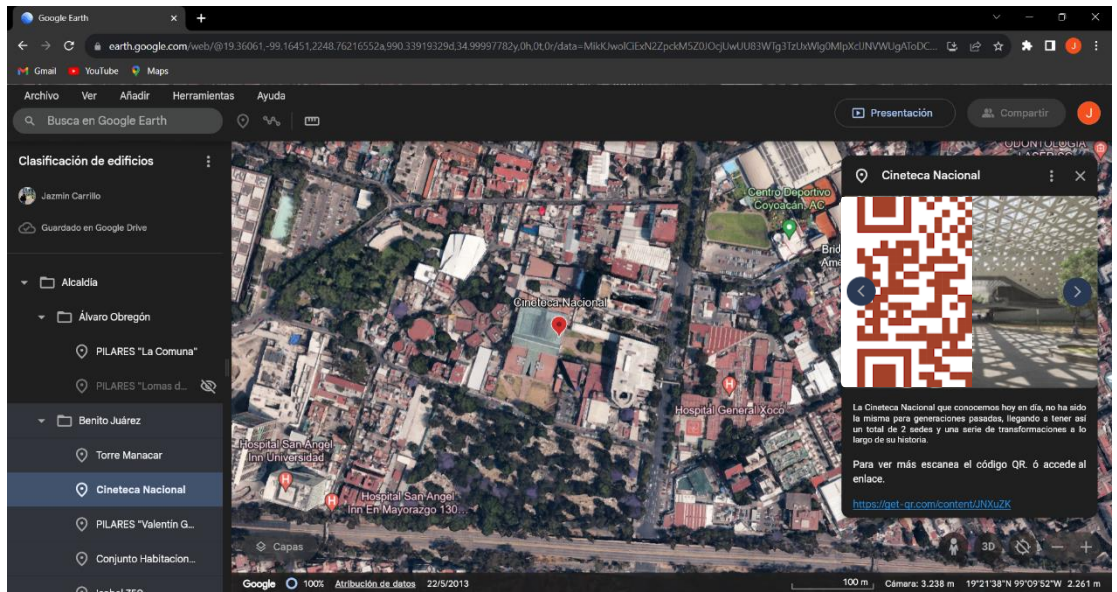 Google Earth
earth.google.com/web/@19.36061,-99.16451,2248.76216552a,990.33919329d,34.99997782y,0h,0t,0r/data=
Gmail YouTube Maps
Archivo Ver Añadir Herramientas Ayuda
Busca en Google Earth
Presentación
Compartir
J
Clasificación de edificios
Jazmin Carrillo
Guardado en Google Drive
Alcaldía
Álvaro Obregón
PILARES "La Comuna"
PILARES "Lomas d...
Benito Juárez
Torre Manacar
Cineteca Nacional
PILARES "Valentín G...
Conjunto Habitacion...
Isabel 750
ODONTOLOGIA
Centro Deportivo
Coyoacán, AC
Cineteca Nacional
Hospital General Xoco
Hospital San Angel
Inn Universidad
Hospital San Angel
Inn En Mayorazgo 130...
Cineteca Nacional
La Cineteca Nacional que conocemos hoy en día, no ha sido
la misma para generaciones pasadas, llegando a tener así
un total de 2 sedes y una serie de transformaciones a lo
largo de su historia.
Para ver más escanea el código QR. ó accede al
enlace.
https://get-qr.com/content/JNXuZK
Capas
3D
Google 100% Atribución de datos 22/5/2013
100 m Cámara: 3.238 m 19°21'38"N 99°09'52"W 2.261 m